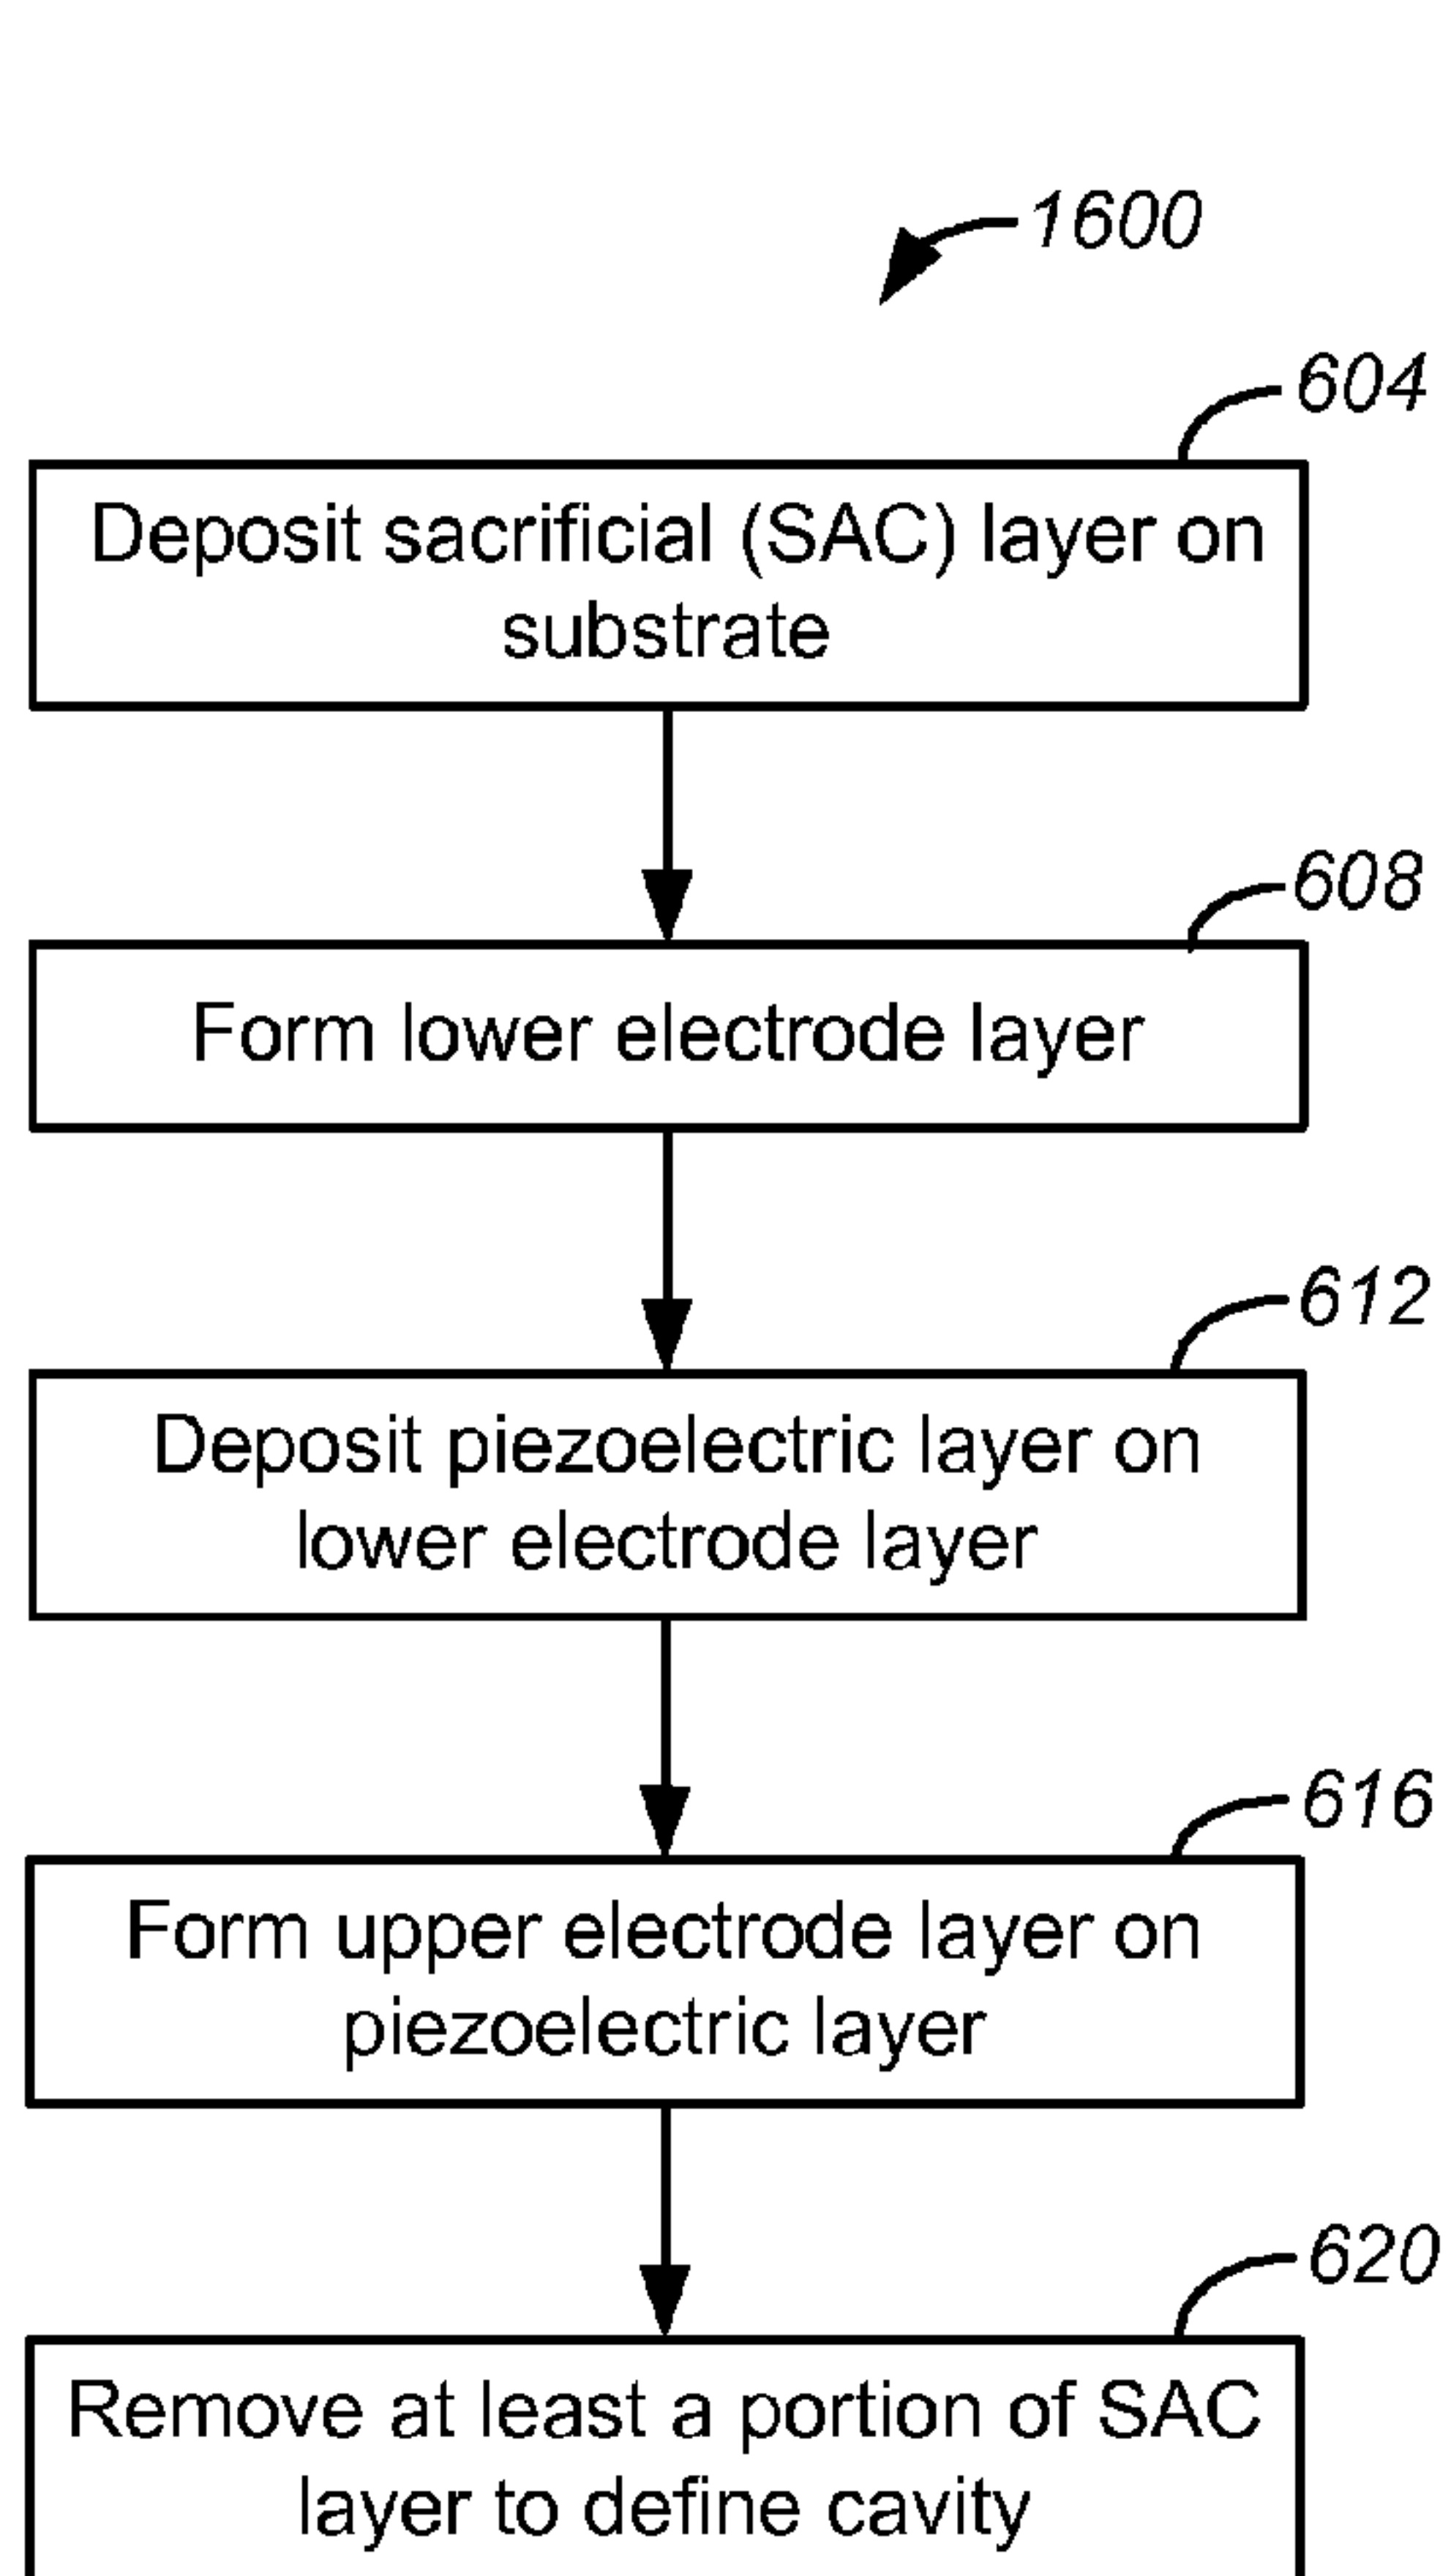 1600
604
Deposit sacrificial (SAC) layer on
substrate
608
Form lower electrode layer
612
Deposit piezoelectric layer on
lower electrode layer
616
Form upper electrode layer on
piezoelectric layer
620
Remove at least a portion of SAC
layer to define cavity